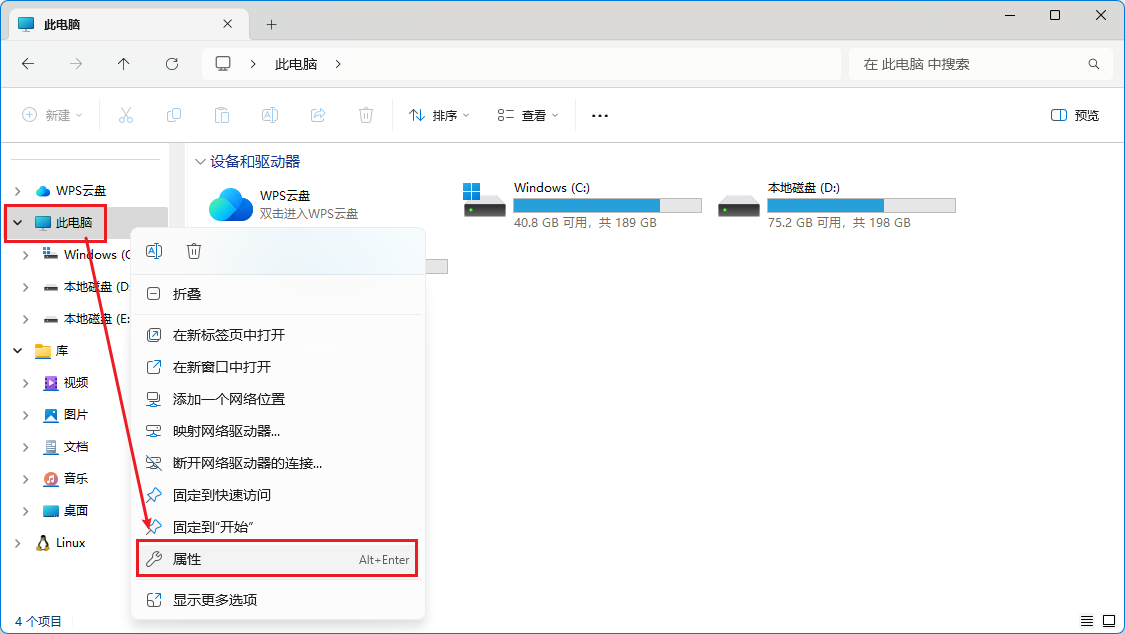 此电脑
此电脑
在 此电脑 中搜索
新建
排序
查看
预览
WPS云盘
此电脑
Windows (C
本地磁盘 (D:
本地磁盘 (E:
库
视频
图片
文档
音乐
桌面
Linux
设备和驱动器
WPS云盘
双击进入WPS云盘
Windows (C:)
40.8 GB 可用，共 189 GB
本地磁盘 (D:)
75.2 GB 可用，共 198 GB
折叠
在新标签页中打开
在新窗口中打开
添加一个网络位置
映射网络驱动器...
断开网络驱动器的连接...
固定到快速访问
固定到"开始"
属性 Alt+Enter
显示更多选项
4 个项目